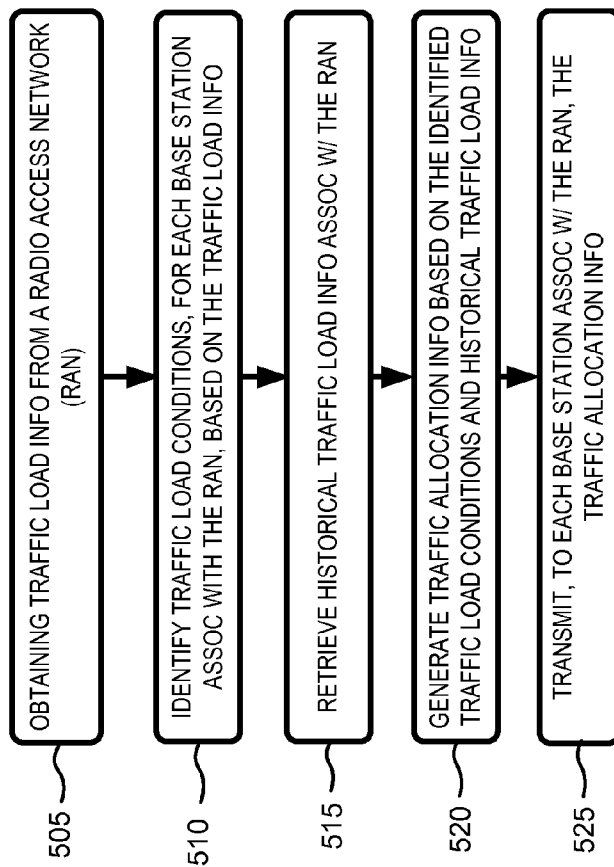 505
OBTAINING TRAFFIC LOAD INFO FROM A RADIO ACCESS NETWORK
(RAN)
510
IDENTIFY TRAFFIC LOAD CONDITIONS, FOR EACH BASE STATION
ASSOC WITH THE RAN, BASED ON THE TRAFFIC LOAD INFO
515
RETRIEVE HISTORICAL TRAFFIC LOAD INFO ASSOC W/ THE RAN
520
GENERATE TRAFFIC ALLOCATION INFO BASED ON THE IDENTIFIED
TRAFFIC LOAD CONDITIONS AND HISTORICAL TRAFFIC LOAD INFO
525
TRANSMIT, TO EACH BASE STATION ASSOC W/ THE RAN, THE
TRAFFIC ALLOCATION INFO